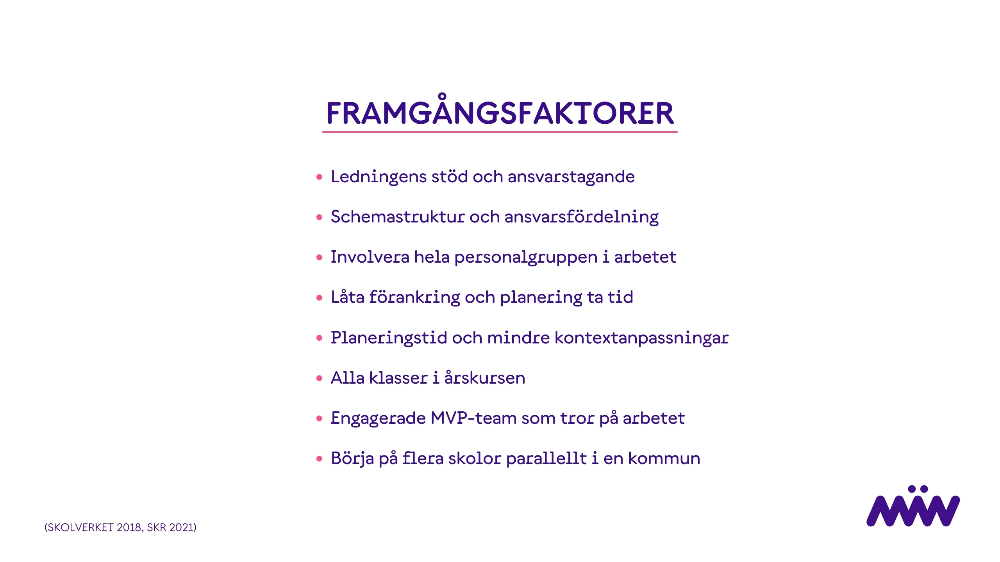 FRAMGÅNGSFAKTORER
• Ledningens stöd och ansvarstagande
• Schemastruktur och ansvarsfördelning
• Involvera hela personalgruppen i arbetet
• Låta förankring och planering ta tid
• Planeringstid och mindre kontextanpassningar
• Alla klasser i årskursen
• Engagerade MVP-team som tror på arbetet
• Börja på flera skolor parallellt i en kommun
(SKOLVERKET 2018, SKR 2021)
MÄN